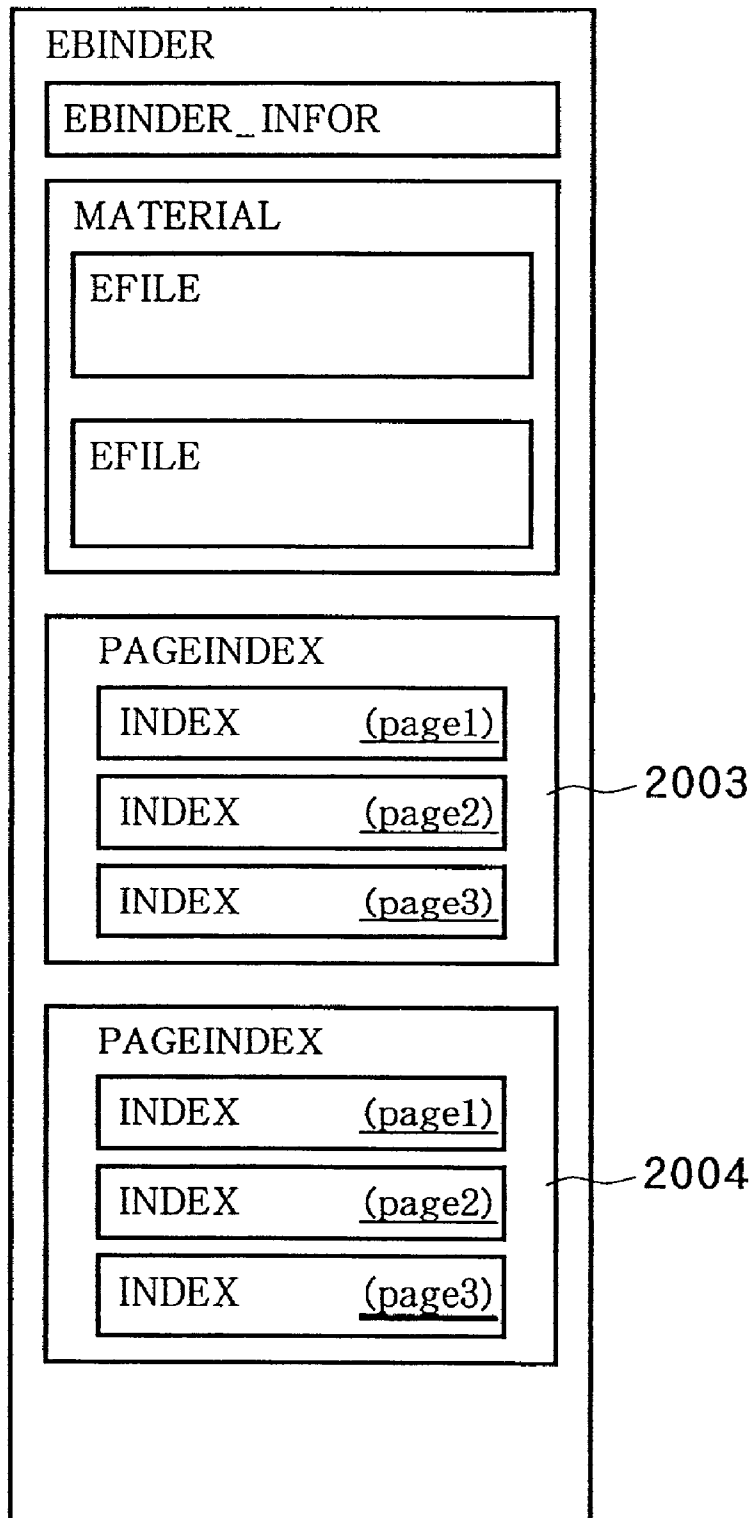 EBINDER
EBINDER_INFOR
MATERIAL
EFILE
EFILE
PAGEINDEX
INDEX (page1)
INDEX (page2)
2003
INDEX (page3)
PAGEINDEX
INDEX (page1)
INDEX (page2)
2004
INDEX (page3)